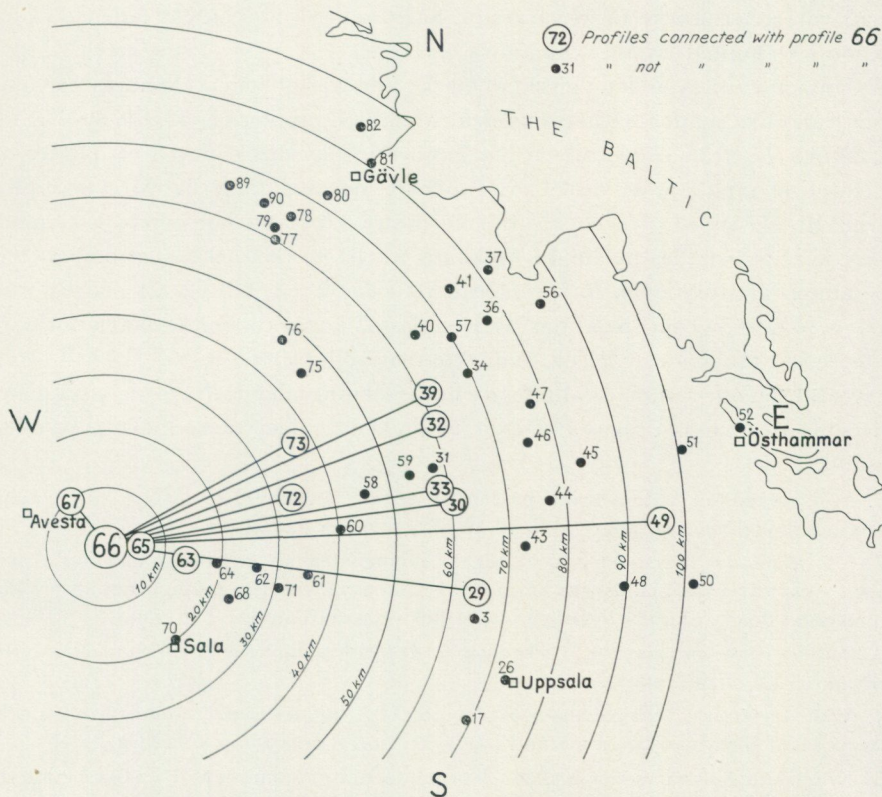 N
72 Profiles connected with profile 66
31 " not " " " "
THE BALTIC
82
81
Gävle
89
90
80
79
78
77
37
41
56
76
40
57
36
75
34
39
47
W
32
52
E
73
46
Östhammar
51
59
31
45
67
72
58
33
30
44
Avesta
49
66
65
60
43
63
64
62
71
61
48
50
10 km
20 km
30 km
40 km
50 km
60 km
70 km
80 km
90 km
100 km
68
29
3
70
Sala
26
Uppsala
17
S